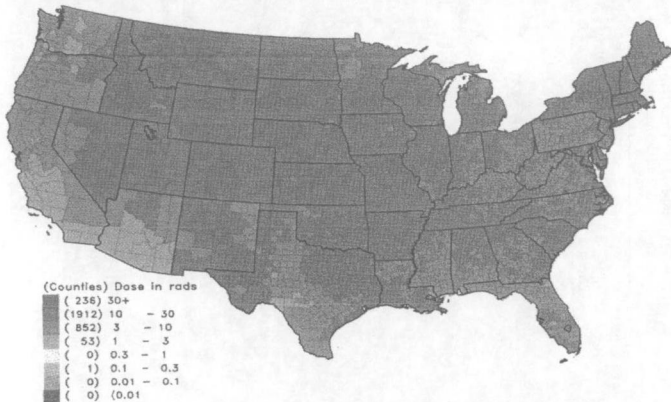 (Counties) Dose in rads
( 236) 30+
(1912) 10 - 30
( 852) 3 - 10
( 53) 1 - 3
( 0) 0.3 - 1
( 1) 0.1 - 0.3
( 0) 0.01 - 0.1
( 0) <0.01